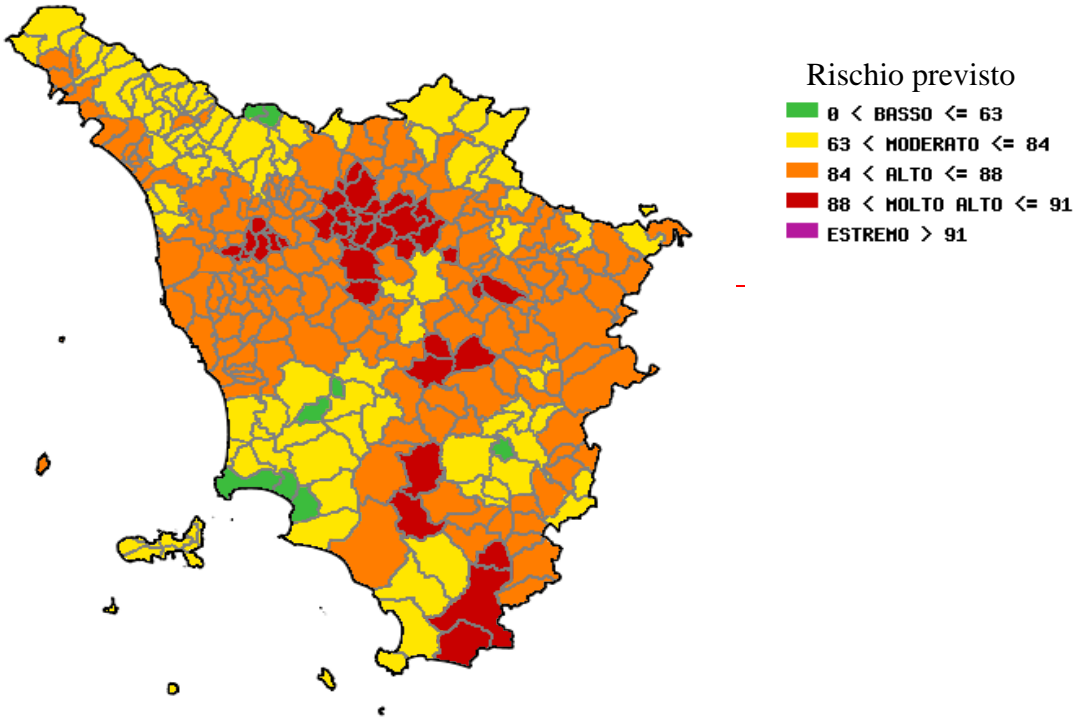 Rischio previsto
0 < BASSO <= 63
63 < MODERATO <= 84
84 < ALTO <= 88
88 < MOLTO ALTO <= 91
ESTREMO > 91